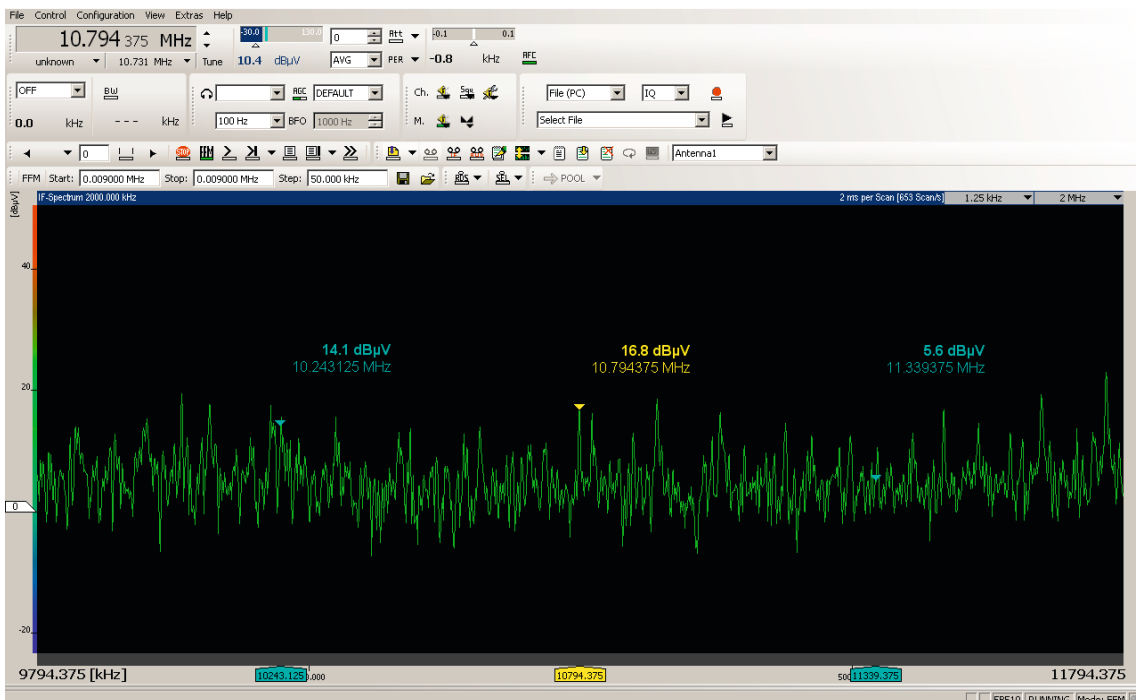 File Control Configuration View Extras Help
10.794 375 MHz
-30.0 130.0
0 Att
-0.1 0.1
unknown 10.731 MHz Tune 10.4 dBµV AVG PER -0.8 kHz AFC
OFF BW AGC DEFAULT Ch. Squ File (PC) IQ
0.0 kHz --- kHz 100 Hz BFO 1000 Hz M. Select File
0 STOP Antenna1
FFM Start: 0.009000 MHz Stop: 0.009000 MHz Step: 50.000 kHz RDS SEL POOL
[dBµV] IF-Spectrum 2000.000 kHz 2 ms per Scan [653 Scan/s] 1.25 kHz 2 MHz
40
14.1 dBµV 16.8 dBµV 5.6 dBµV
10.243125 MHz 10.794375 MHz 11.339375 MHz
20
0
-20
9794.375 [kHz] 10243.125 .000 10794.375 500 11339.375 11794.375